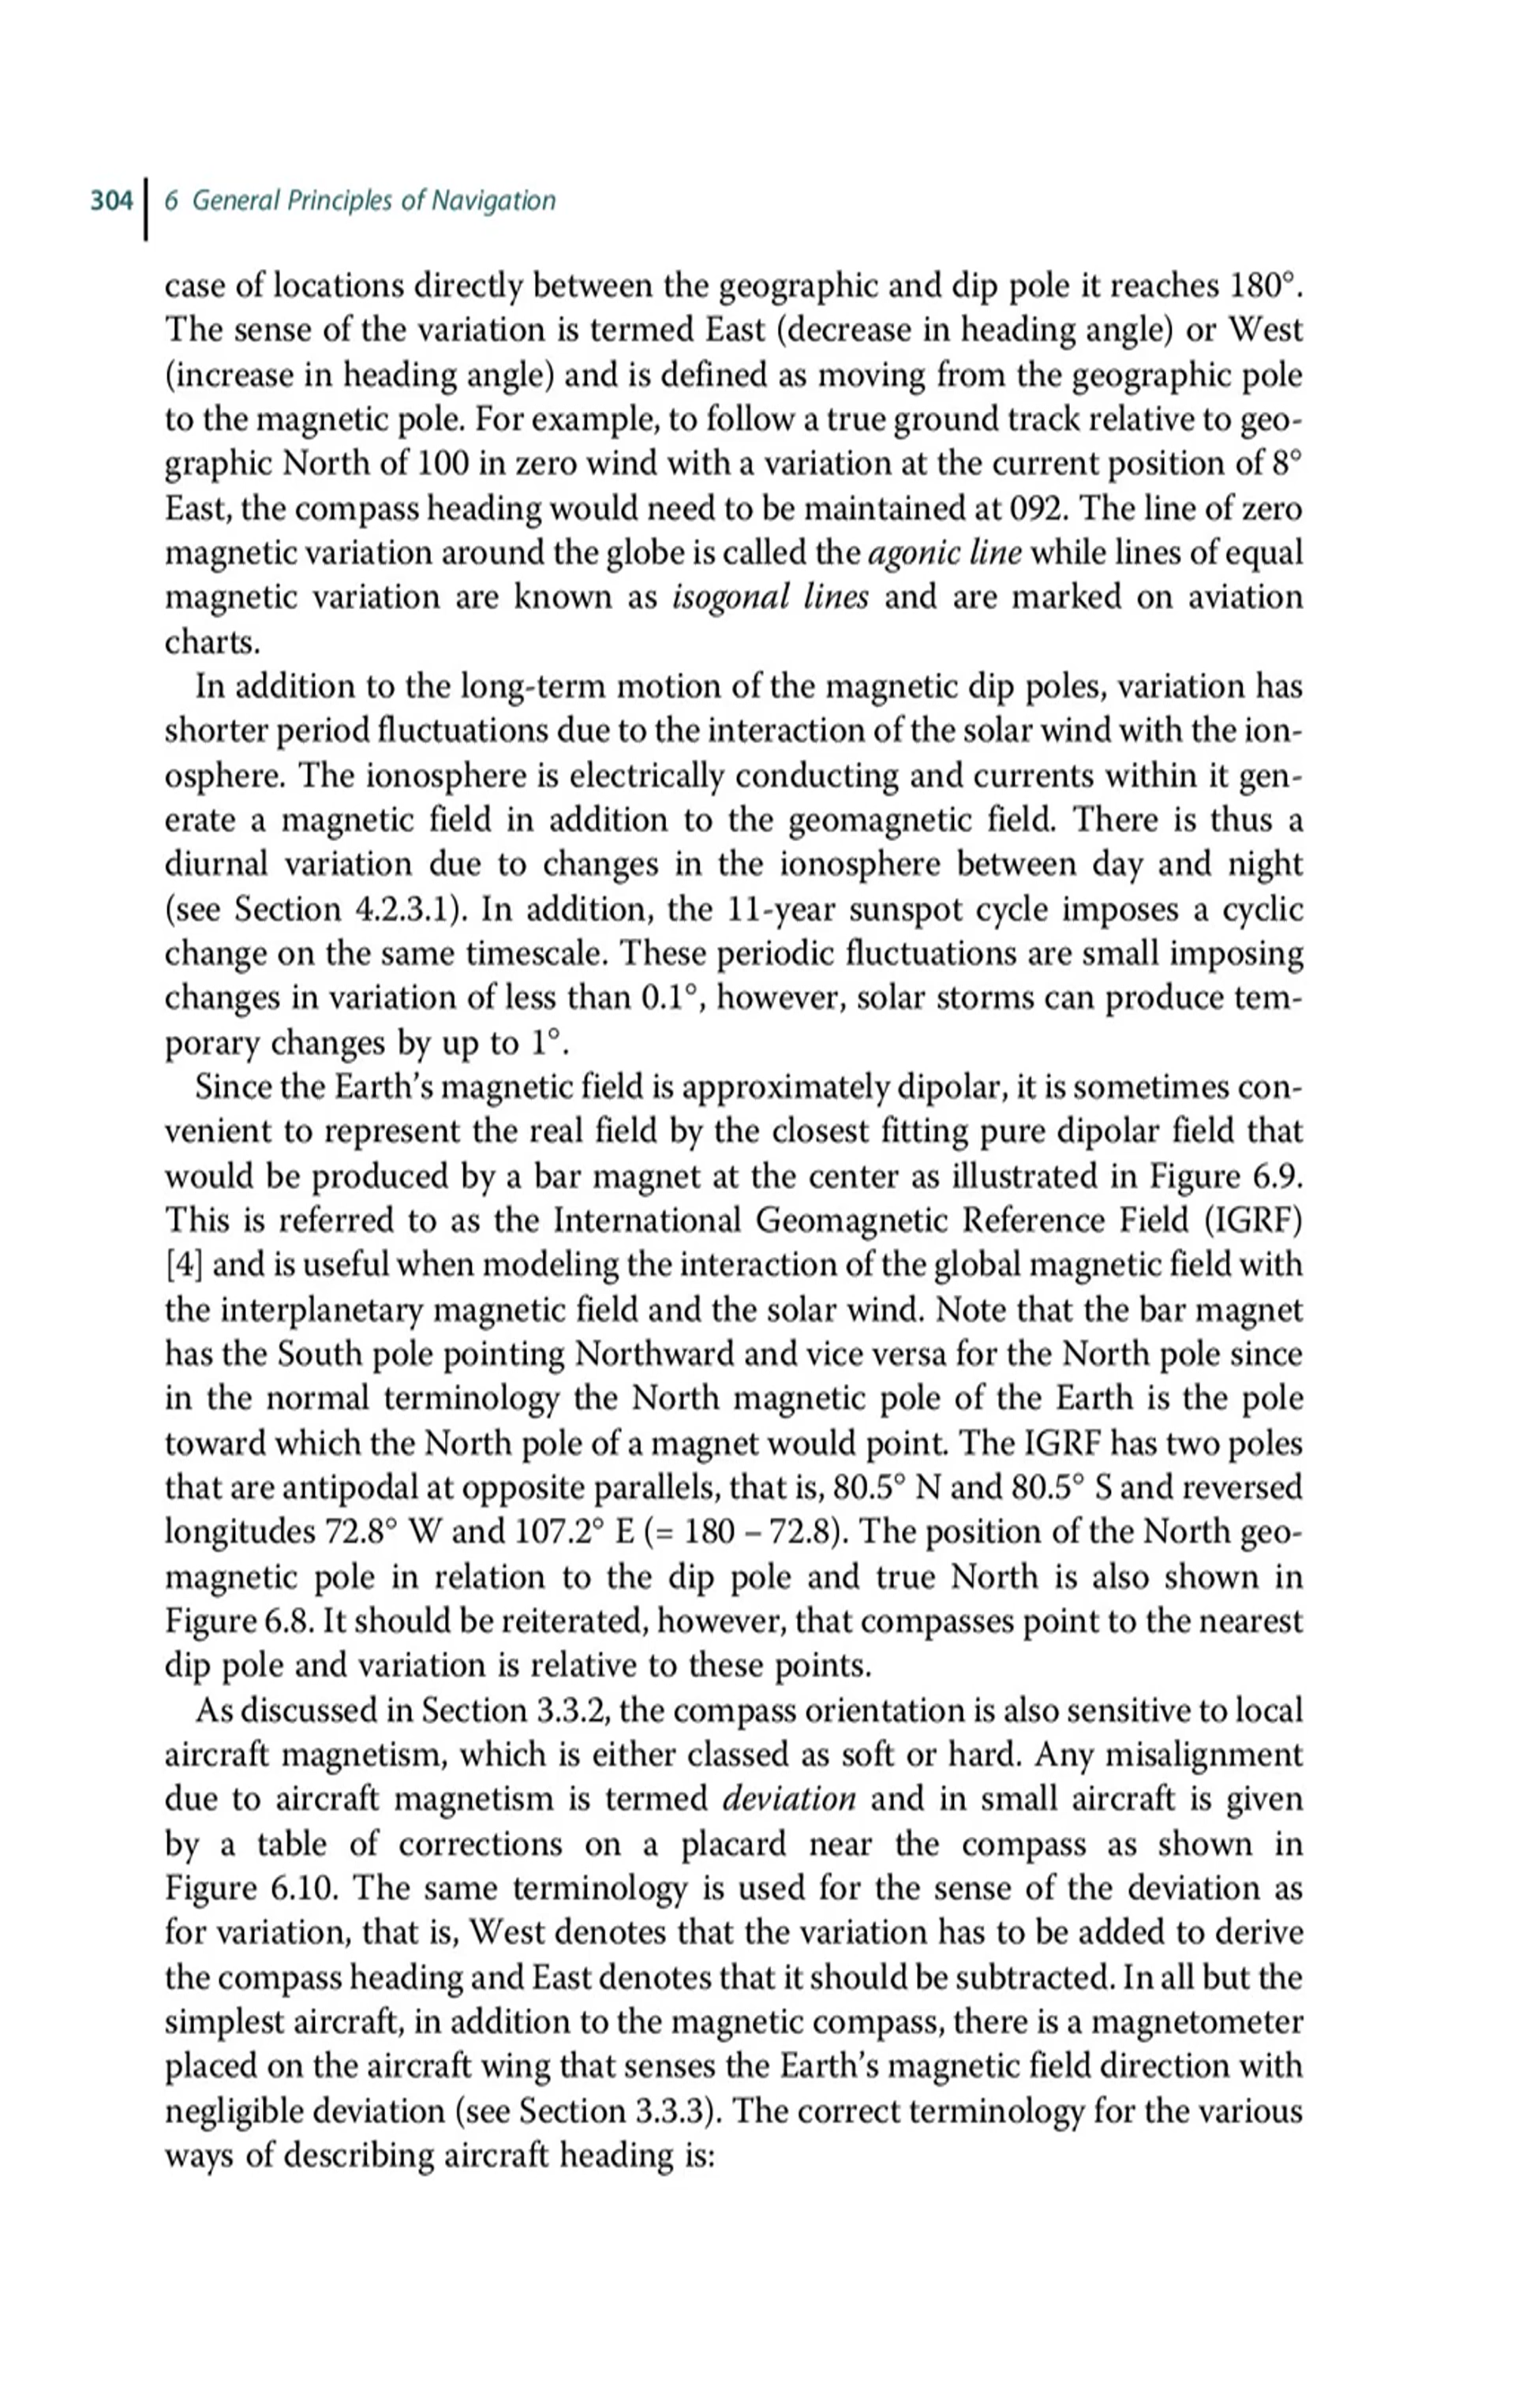 304 6 General Principles of Navigation
case of locations directly between the geographic and dip pole it reaches 180°.
The sense of the variation is termed East (decrease in heading angle) or West
(increase in heading angle) and is defined as moving from the geographic pole
to the magnetic pole. For example, to follow a true ground track relative to geo-
graphic North of 100 in zero wind with a variation at the current position of 8°
East, the compass heading would need to be maintained at 092. The line of zero
magnetic variation around the globe is called the agonic line while lines of equal
magnetic variation are known as isogonal lines and are marked on aviation
charts.
In addition to the long-term motion of the magnetic dip poles, variation has
shorter period fluctuations due to the interaction of the solar wind with the ion-
osphere. The ionosphere is electrically conducting and currents within it gen-
erate a magnetic field in addition to the geomagnetic field. There is thus a
diurnal variation due to changes in the ionosphere between day and night
(see Section 4.2.3.1). In addition, the 11-year sunspot cycle imposes a cyclic
change on the same timescale. These periodic fluctuations are small imposing
changes in variation of less than 0.1°, however, solar storms can produce tem-
porary changes by up to 1°.
Since the Earth's magnetic field is approximately dipolar, it is sometimes con-
venient to represent the real field by the closest fitting pure dipolar field that
would be produced by a bar magnet at the center as illustrated in Figure 6.9.
This is referred to as the International Geomagnetic Reference Field (IGRF)
[4] and is useful when modeling the interaction of the global magnetic field with
the interplanetary magnetic field and the solar wind. Note that the bar magnet
has the South pole pointing Northward and vice versa for the North pole since
in the normal terminology the North magnetic pole of the Earth is the pole
toward which the North pole of a magnet would point. The IGRF has two poles
that are antipodal at opposite parallels, that is, 80.5° N and 80.5° S and reversed
longitudes 72.8° W and 107.2° E (= 180 – 72.8). The position of the North geo-
magnetic pole in relation to the dip pole and true North is also shown in
Figure 6.8. It should be reiterated, however, that compasses point to the nearest
dip pole and variation is relative to these points.
As discussed in Section 3.3.2, the compass orientation is also sensitive to local
aircraft magnetism, which is either classed as soft or hard. Any misalignment
due to aircraft magnetism is termed deviation and in small aircraft is given
by a table of corrections on a placard near the compass as shown in
Figure 6.10. The same terminology is used for the sense of the deviation as
for variation, that is, West denotes that the variation has to be added to derive
the compass heading and East denotes that it should be subtracted. In all but the
simplest aircraft, in addition to the magnetic compass, there is a magnetometer
placed on the aircraft wing that senses the Earth's magnetic field direction with
negligible deviation (see Section 3.3.3). The correct terminology for the various
ways of describing aircraft heading is: